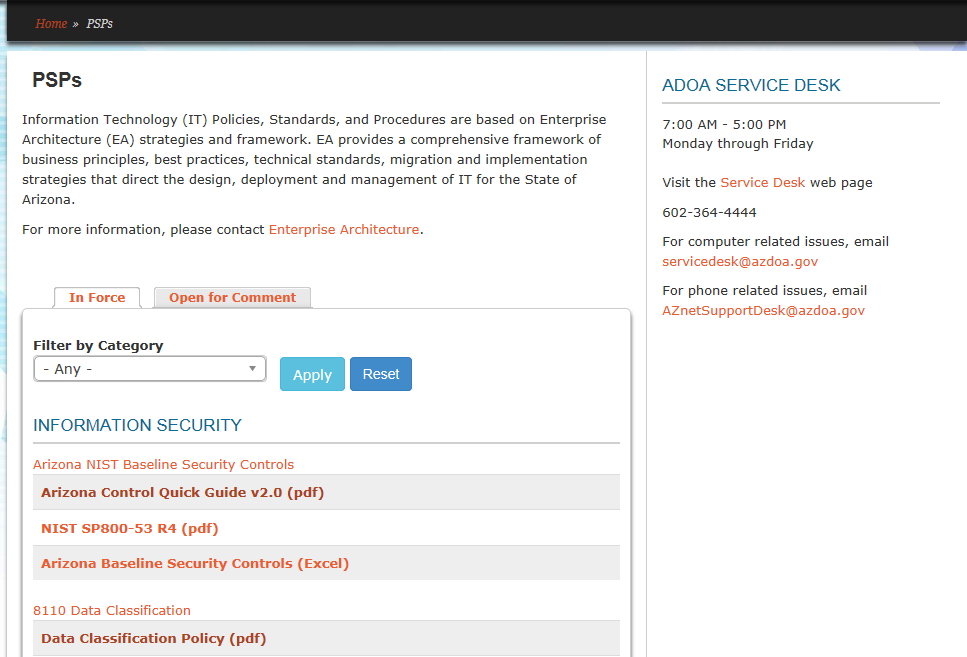 Home » PSPs
PSPs
Information Technology (IT) Policies, Standards, and Procedures are based on Enterprise
Architecture (EA) strategies and framework. EA provides a comprehensive framework of
business principles, best practices, technical standards, migration and implementation
strategies that direct the design, deployment and management of IT for the State of
Arizona.
For more information, please contact Enterprise Architecture.
In Force
Open for Comment
Filter by Category
- Any -
Apply
Reset
INFORMATION SECURITY
Arizona NIST Baseline Security Controls
Arizona Control Quick Guide v2.0 (pdf)
NIST SP800-53 R4 (pdf)
Arizona Baseline Security Controls (Excel)
8110 Data Classification
Data Classification Policy (pdf)
ADOA SERVICE DESK
7:00 AM - 5:00 PM
Monday through Friday
Visit the Service Desk web page
602-364-4444
For computer related issues, email
servicedesk@azdoa.gov
For phone related issues, email
AZnetSupportDesk@azdoa.gov